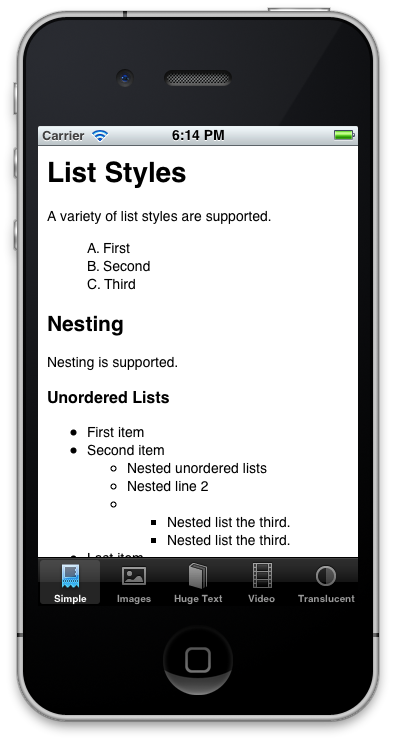 Carrier 6:14 PM
List Styles
A variety of list styles are supported.
A. First
B. Second
C. Third
Nesting
Nesting is supported.
Unordered Lists
First item
Second item
Nested unordered lists
Nested line 2
Nested list the third.
Nested list the third.
Last item
Simple Images Huge Text Video Translucent